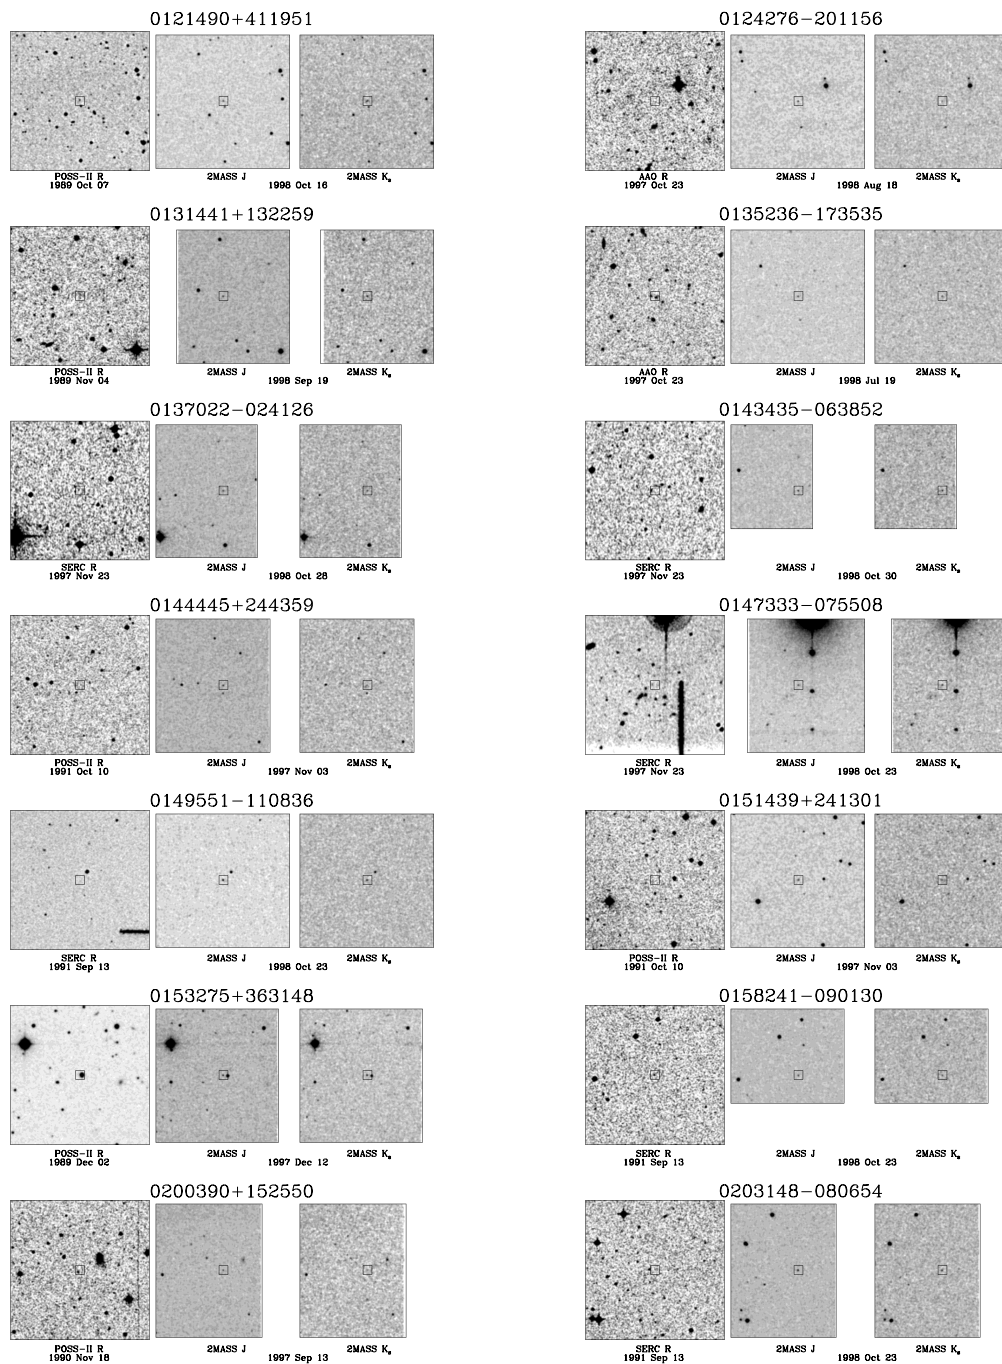 0121490+411951
POSS-II R
1989 Oct 07
2MASS J
1998 Oct 16
2MASS Ks
0124276-201156
AAO R
1997 Oct 23
2MASS J
1998 Aug 18
2MASS Ks
0131441+132259
POSS-II R
1989 Nov 04
2MASS J
1998 Sep 19
2MASS Ks
0135236-173535
AAO R
1997 Oct 23
2MASS J
1998 Jul 19
2MASS Ks
0137022-024126
SERC R
1997 Nov 23
2MASS J
1998 Oct 28
2MASS Ks
0143435-063852
SERC R
1997 Nov 23
2MASS J
1998 Oct 30
2MASS Ks
0144445+244359
POSS-II R
1991 Oct 10
2MASS J
1997 Nov 03
2MASS Ks
0147333-075508
SERC R
1997 Nov 23
2MASS J
1998 Oct 23
2MASS Ks
0149551-110836
SERC R
1991 Sep 13
2MASS J
1998 Oct 23
2MASS Ks
0151439+241301
POSS-II R
1991 Oct 10
2MASS J
1997 Nov 03
2MASS Ks
0153275+363148
POSS-II R
1989 Dec 02
2MASS J
1997 Dec 12
2MASS Ks
0158241-090130
SERC R
1991 Sep 13
2MASS J
1998 Oct 23
2MASS Ks
0200390+152550
POSS-II R
1990 Nov 18
2MASS J
1997 Sep 13
2MASS Ks
0203148-080654
SERC R
1991 Sep 13
2MASS J
1998 Oct 23
2MASS Ks